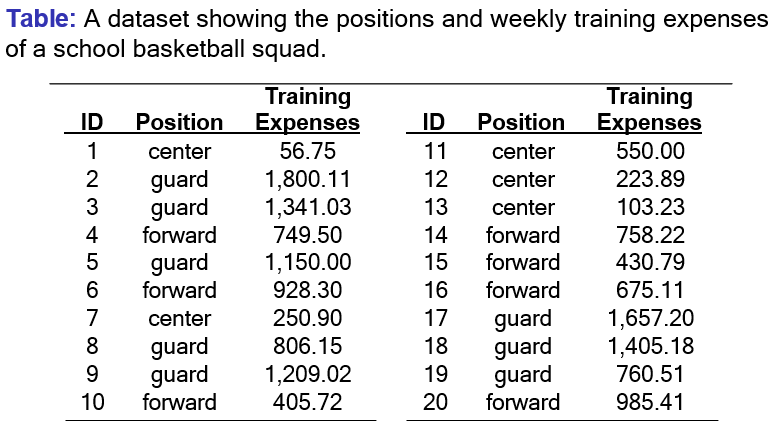 Table: A dataset showing the positions and weekly training expenses
of a school basketball squad.
Training Training
ID Position Expenses ID Position Expenses
1 center 56.75 11 center 550.00
2 guard 1,800.11 12 center 223.89
3 guard 1,341.03 13 center 103.23
4 forward 749.50 14 forward 758.22
5 guard 1,150.00 15 forward 430.79
6 forward 928.30 16 forward 675.11
7 center 250.90 17 guard 1,657.20
8 guard 806.15 18 guard 1,405.18
9 guard 1,209.02 19 guard 760.51
10 forward 405.72 20 forward 985.41